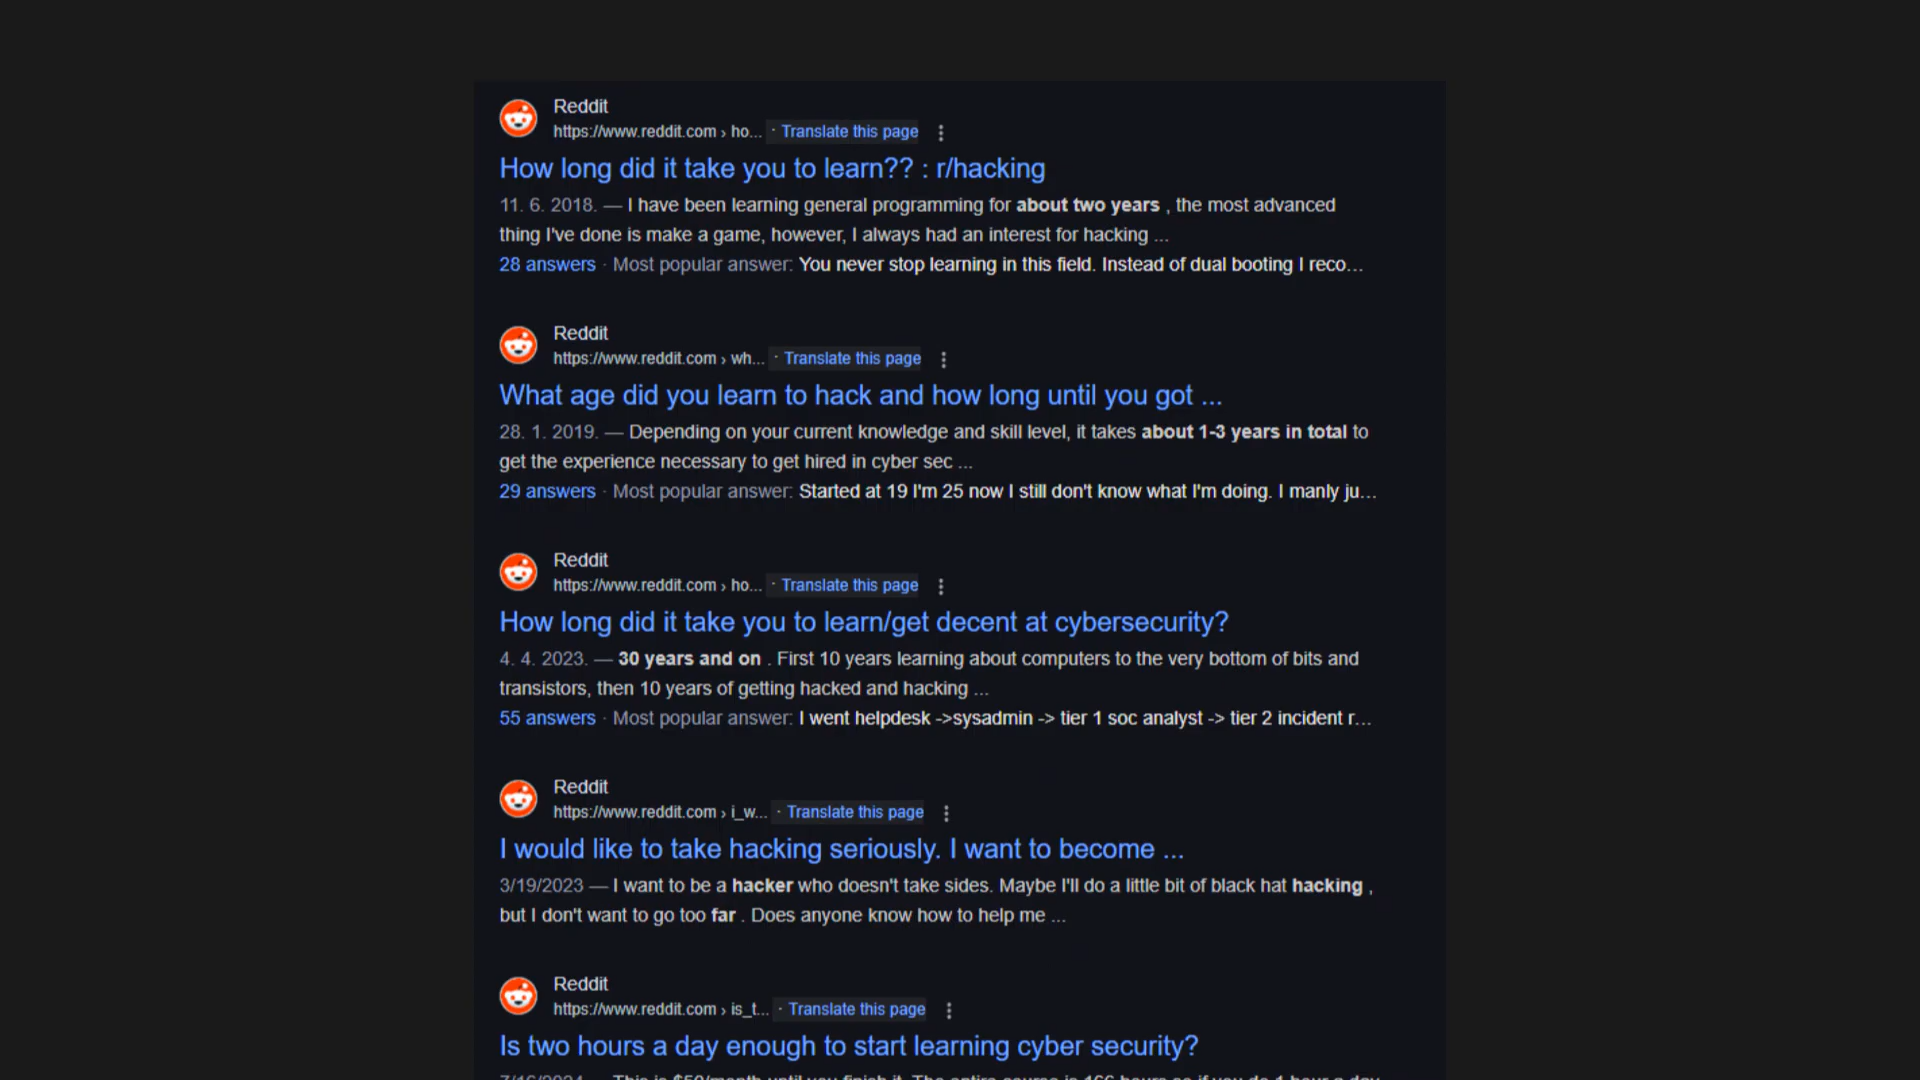 Reddit
https://www.reddit.com › ho... · Translate this page
How long did it take you to learn?? : r/hacking
11. 6. 2018. — I have been learning general programming for about two years , the most advanced
thing I've done is make a game, however, I always had an interest for hacking ...
28 answers · Most popular answer: You never stop learning in this field. Instead of dual booting I reco...
Reddit
https://www.reddit.com › wh... · Translate this page
What age did you learn to hack and how long until you got ...
28. 1. 2019. — Depending on your current knowledge and skill level, it takes about 1-3 years in total to
get the experience necessary to get hired in cyber sec ...
29 answers · Most popular answer: Started at 19 I'm 25 now I still don't know what I'm doing. I manly ju...
Reddit
https://www.reddit.com › ho... · Translate this page
How long did it take you to learn/get decent at cybersecurity?
4. 4. 2023. — 30 years and on . First 10 years learning about computers to the very bottom of bits and
transistors, then 10 years of getting hacked and hacking ...
55 answers · Most popular answer: I went helpdesk ->sysadmin -> tier 1 soc analyst -> tier 2 incident r...
Reddit
https://www.reddit.com › i_w... · Translate this page
I would like to take hacking seriously. I want to become ...
3/19/2023 — I want to be a hacker who doesn't take sides. Maybe I'll do a little bit of black hat hacking ,
but I don't want to go too far . Does anyone know how to help me ...
Reddit
https://www.reddit.com › is_t... · Translate this page
Is two hours a day enough to start learning cyber security?